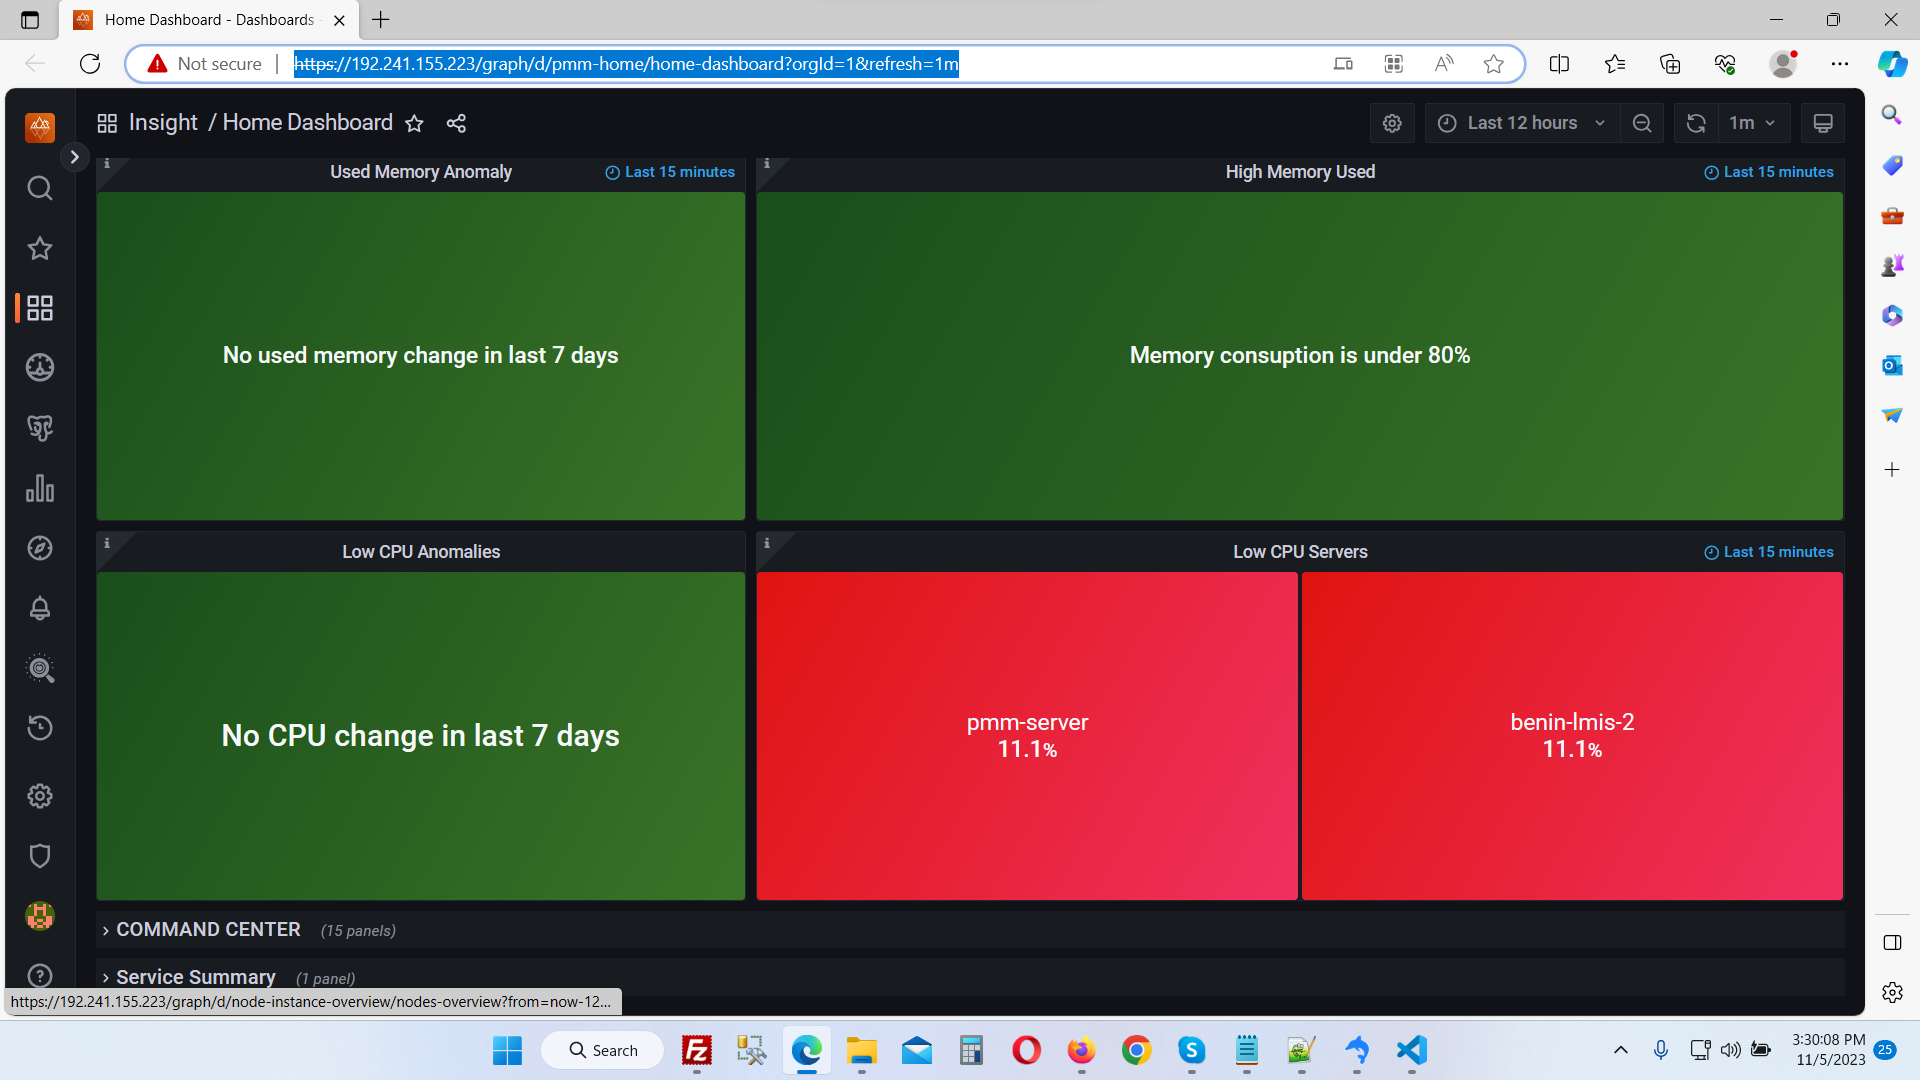 Home Dashboard - Dashboards
Not secure
https://192.241.155.223/graph/d/pmm-home/home-dashboard?orgId=1&refresh=1m
Insight / Home Dashboard
Last 12 hours
1m
Used Memory Anomaly
Last 15 minutes
High Memory Used
Last 15 minutes
No used memory change in last 7 days
Memory consuption is under 80%
Low CPU Anomalies
Low CPU Servers
Last 15 minutes
No CPU change in last 7 days
pmm-server
11.1%
benin-lmis-2
11.1%
COMMAND CENTER (15 panels)
Service Summary (1 panel)
https://192.241.155.223/graph/d/node-instance-overview/nodes-overview?from=now-12...
Search
3:30:08 PM
11/5/2023
25